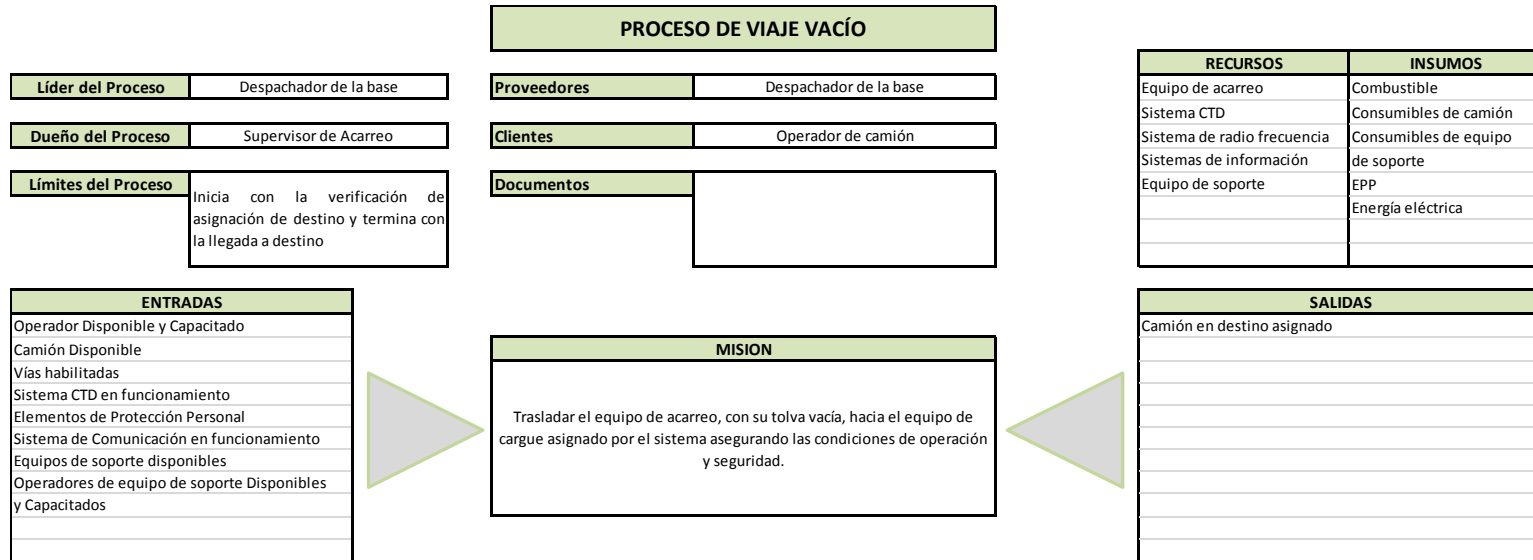 PROCESO DE VIAJE VACÍO
Líder del Proceso
Despachador de la base
Dueño del Proceso
Supervisor de Acarreo
Límites del Proceso
Inicia con la verificación de
asignación de destino y termina con
la llegada a destino
Proveedores
Despachador de la base
Clientes
Operador de camión
Documentos
RECURSOS
Equipo de acarreo
Sistema CTD
Sistema de radio frecuencia
Sistemas de información
Equipo de soporte
INSUMOS
Combustible
Consumibles de camión
Consumibles de equipo
de soporte
EPP
Energía eléctrica
ENTRADAS
Operador Disponible y Capacitado
Camión Disponible
Vías habilitadas
Sistema CTD en funcionamiento
Elementos de Protección Personal
Sistema de Comunicación en funcionamiento
Equipos de soporte disponibles
Operadores de equipo de soporte Disponibles
y Capacitados
MISION
Trasladar el equipo de acarreo, con su tolva vacía, hacia el equipo de
cargue asignado por el sistema asegurando las condiciones de operación
y seguridad.
SALIDAS
Camión en destino asignado